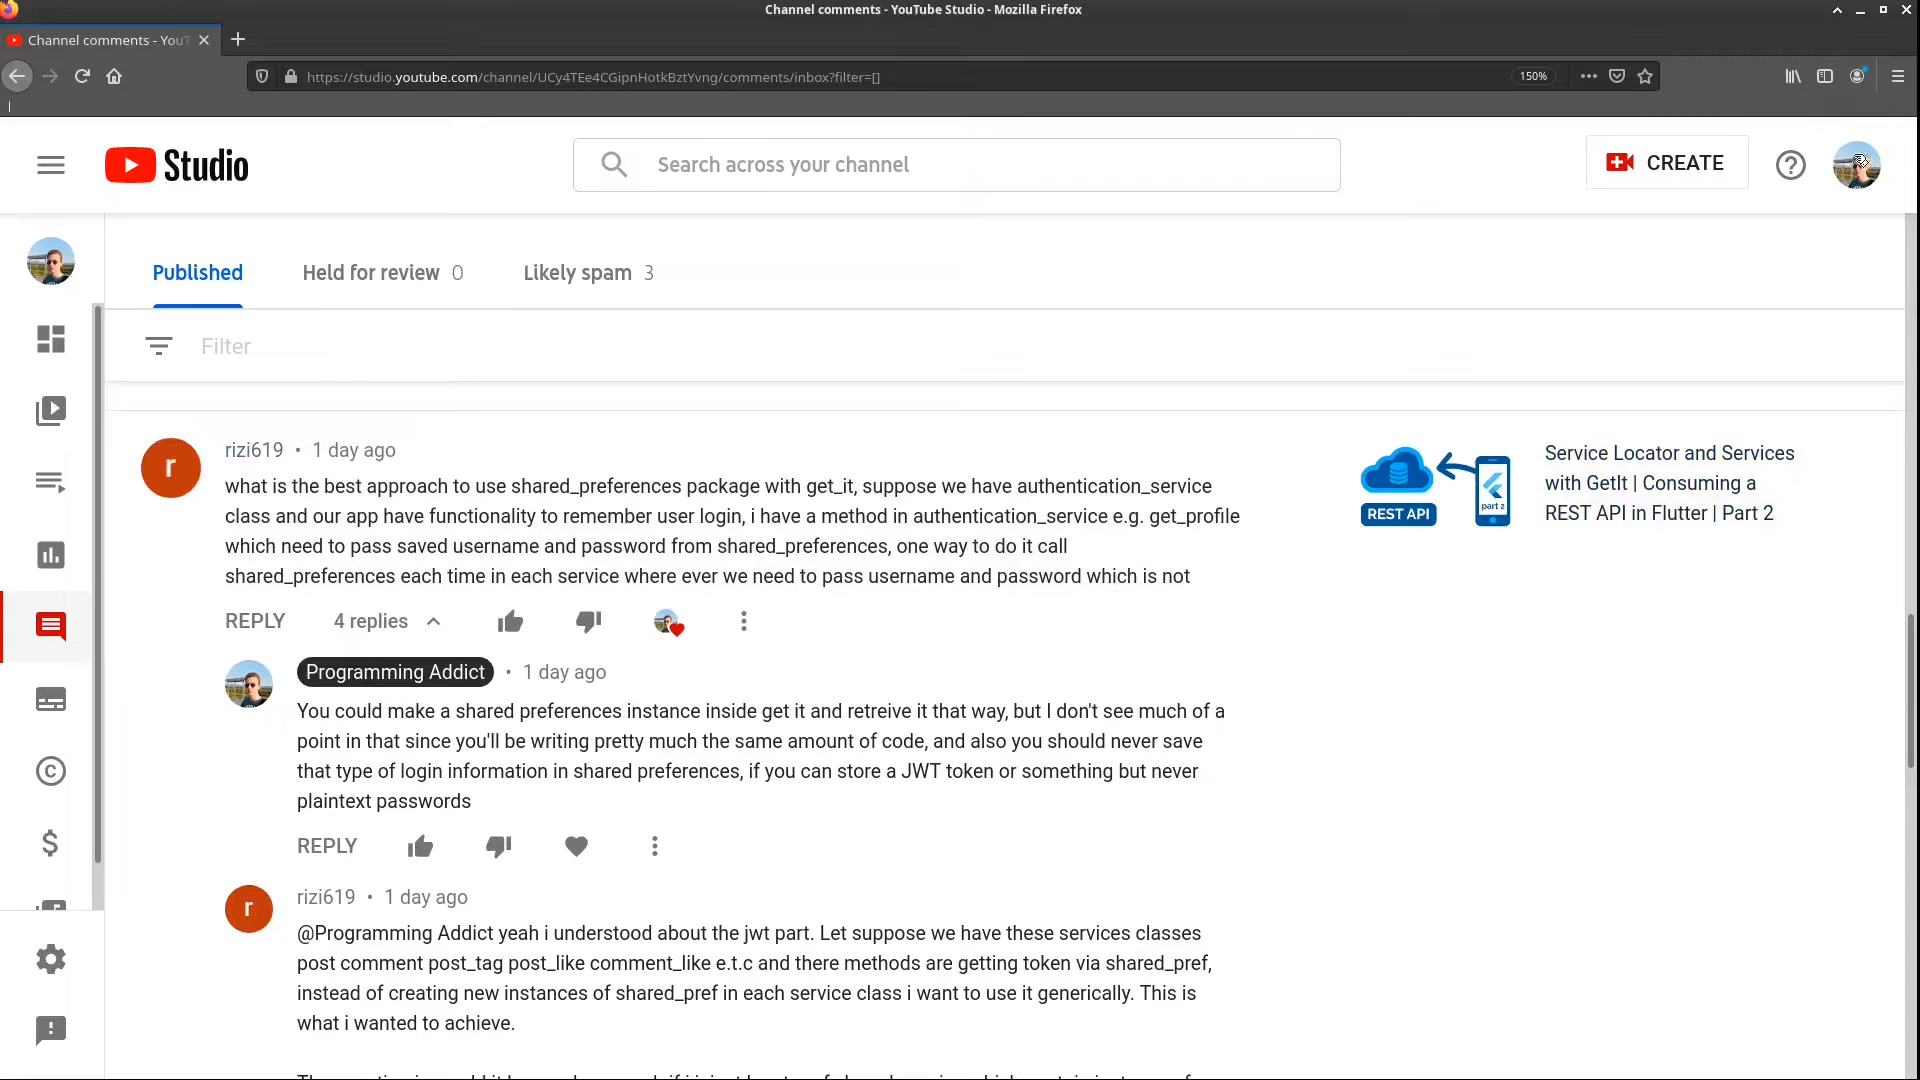 Channel comments - YouTube Studio - Mozilla Firefox
Channel comments - YouT
https://studio.youtube.com/channel/UCy4TEe4CGipnHotkBztYvng/comments/inbox?filter=[]
150%
Studio
Search across your channel
CREATE
Published
Held for review 0
Likely spam 3
Filter
r
rizi619 • 1 day ago
what is the best approach to use shared_preferences package with get_it, suppose we have authentication_service
class and our app have functionality to remember user login, i have a method in authentication_service e.g. get_profile
which need to pass saved username and password from shared_preferences, one way to do it call
shared_preferences each time in each service where ever we need to pass username and password which is not
REST API
part 2
Service Locator and Services
with GetIt | Consuming a
REST API in Flutter | Part 2
REPLY
4 replies
Programming Addict • 1 day ago
You could make a shared preferences instance inside get it and retreive it that way, but I don't see much of a
point in that since you'll be writing pretty much the same amount of code, and also you should never save
that type of login information in shared preferences, if you can store a JWT token or something but never
plaintext passwords
REPLY
r
rizi619 • 1 day ago
@Programming Addict yeah i understood about the jwt part. Let suppose we have these services classes
post comment post_tag post_like comment_like e.t.c and there methods are getting token via shared_pref,
instead of creating new instances of shared_pref in each service class i want to use it generically. This is
what i wanted to achieve.